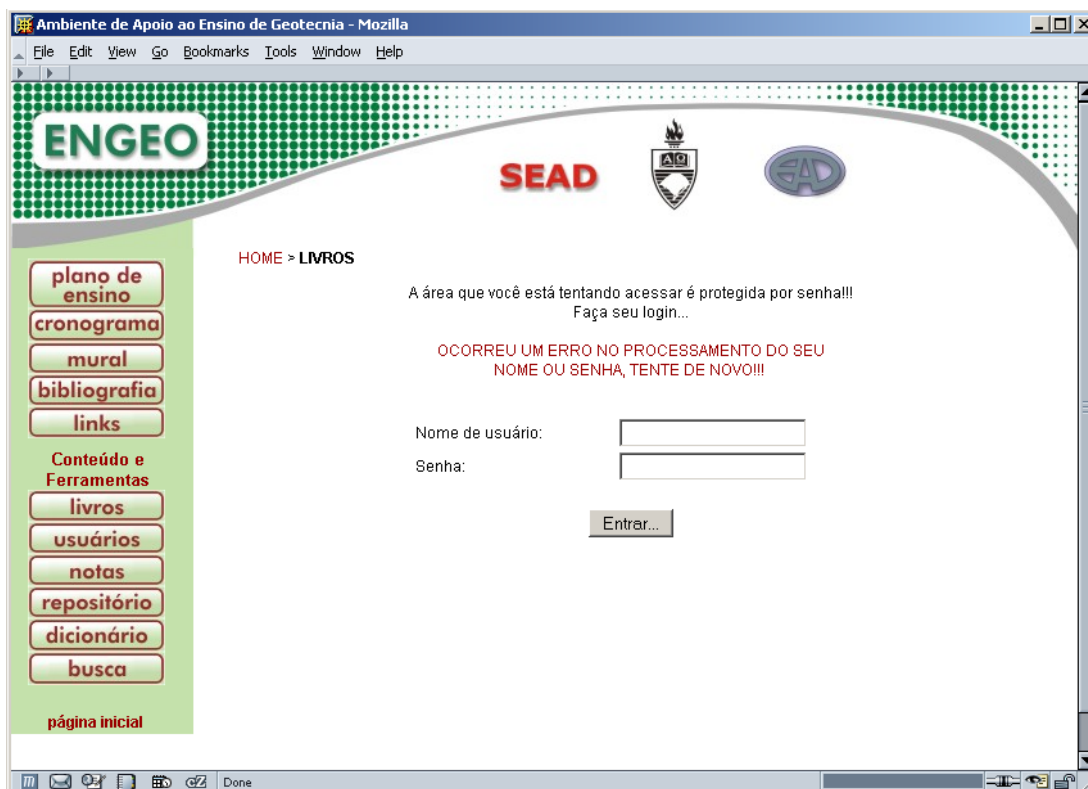 Ambiente de Apoio ao Ensino de Geotecnia - Mozilla
File Edit View Go Bookmarks Tools Window Help
ENGEO
SEAD
ΑΩ
EAD
HOME > LIVROS
A área que você está tentando acessar é protegida por senha!!!
Faça seu login...
OCORREU UM ERRO NO PROCESSAMENTO DO SEU
NOME OU SENHA, TENTE DE NOVO!!!
Nome de usuário:
Senha:
Entrar...
plano de
ensino
cronograma
mural
bibliografia
links
Conteúdo e
Ferramentas
livros
usuários
notas
repositório
dicionário
busca
página inicial
Done